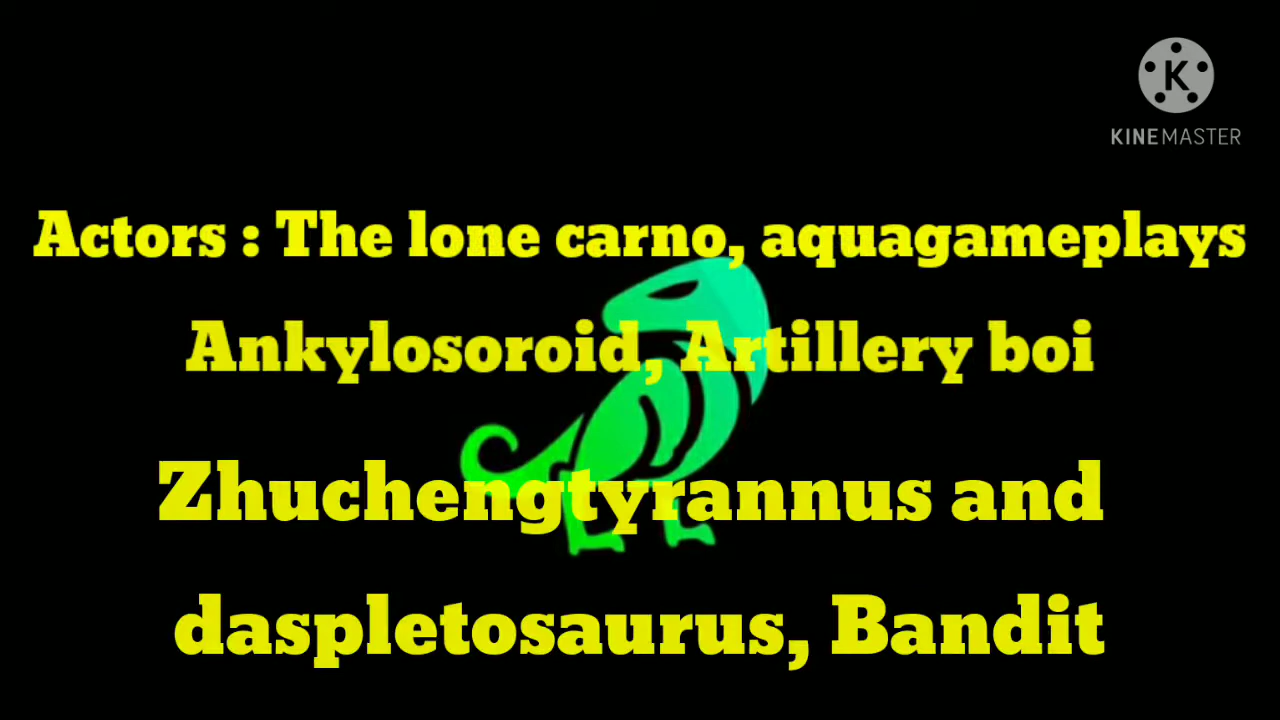 K
KINEMASTER
Actors : The lone carno, aquagameplays
Ankylosoroid, Artillery boi
Zhuchengtyrannus and
daspletosaurus, Bandit